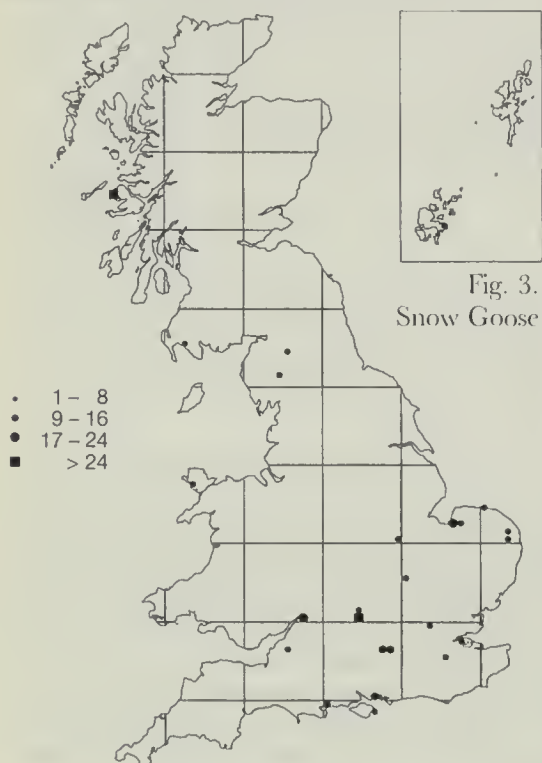 Fig. 3.
Snow Goose
1 – 8
9 – 16
17 – 24
> 24